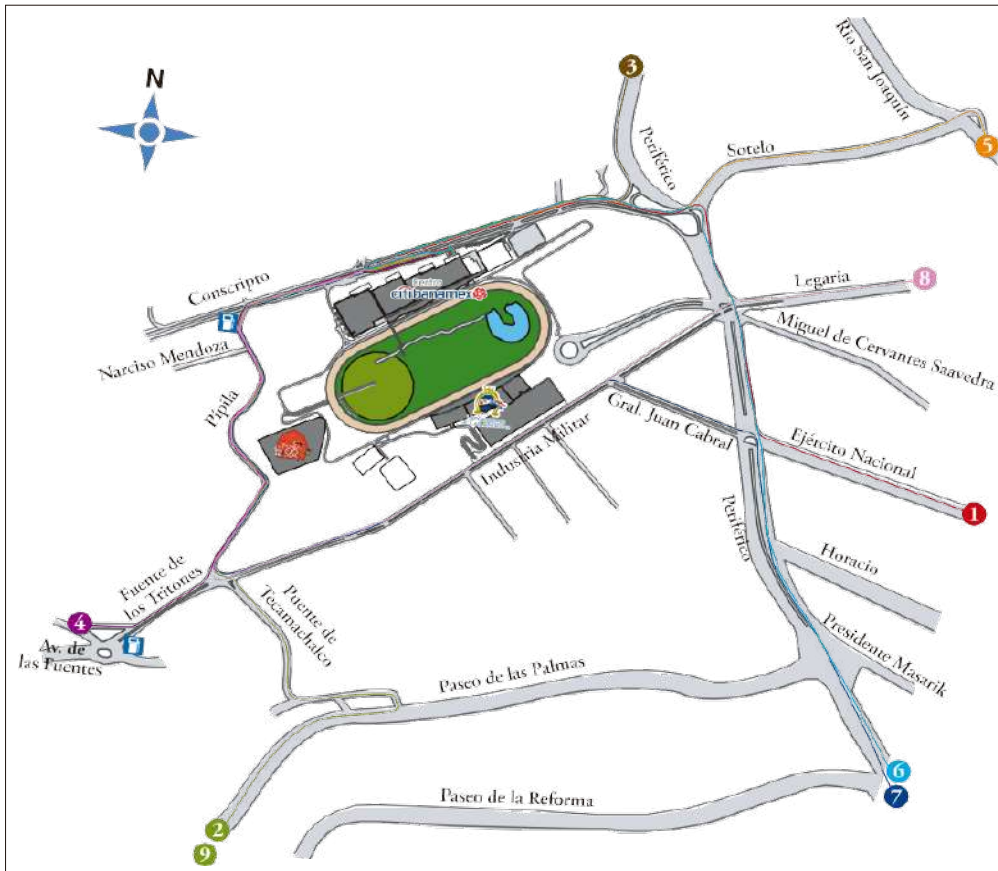 N
3
Río San Joaquín
Periférico
Sotelo
5
Conscripro
Centro
citibanamex
Legaria
8
Narciso Mendoza
Miguel de Cervantes Saavedra
Pípila
Gral. Juan Cabral
Industria Militar
Ejército Nacional
1
Periférico
Horacio
Fuente de
los Tritones
Puente de
Tecamachalco
4
Av. de
las Fuentes
Presidente Masarik
Paseo de las Palmas
6
7
Paseo de la Reforma
2
9